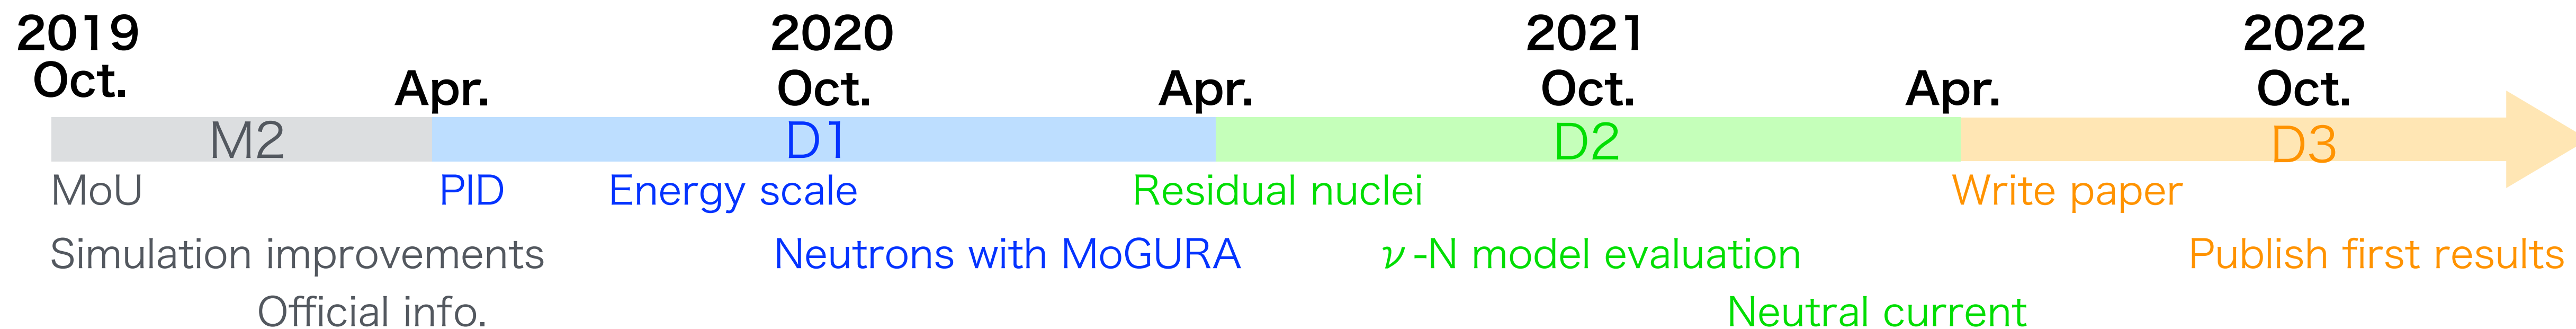 2019 2020 2021 2022
Oct. Apr. Oct. Apr. Oct. Apr. Oct.
M2 D1 D2 D3
MoU PID Energy scale Residual nuclei Write paper
Simulation improvements Neutrons with MoGURA ν-N model evaluation Publish first results
Official info. Neutral current